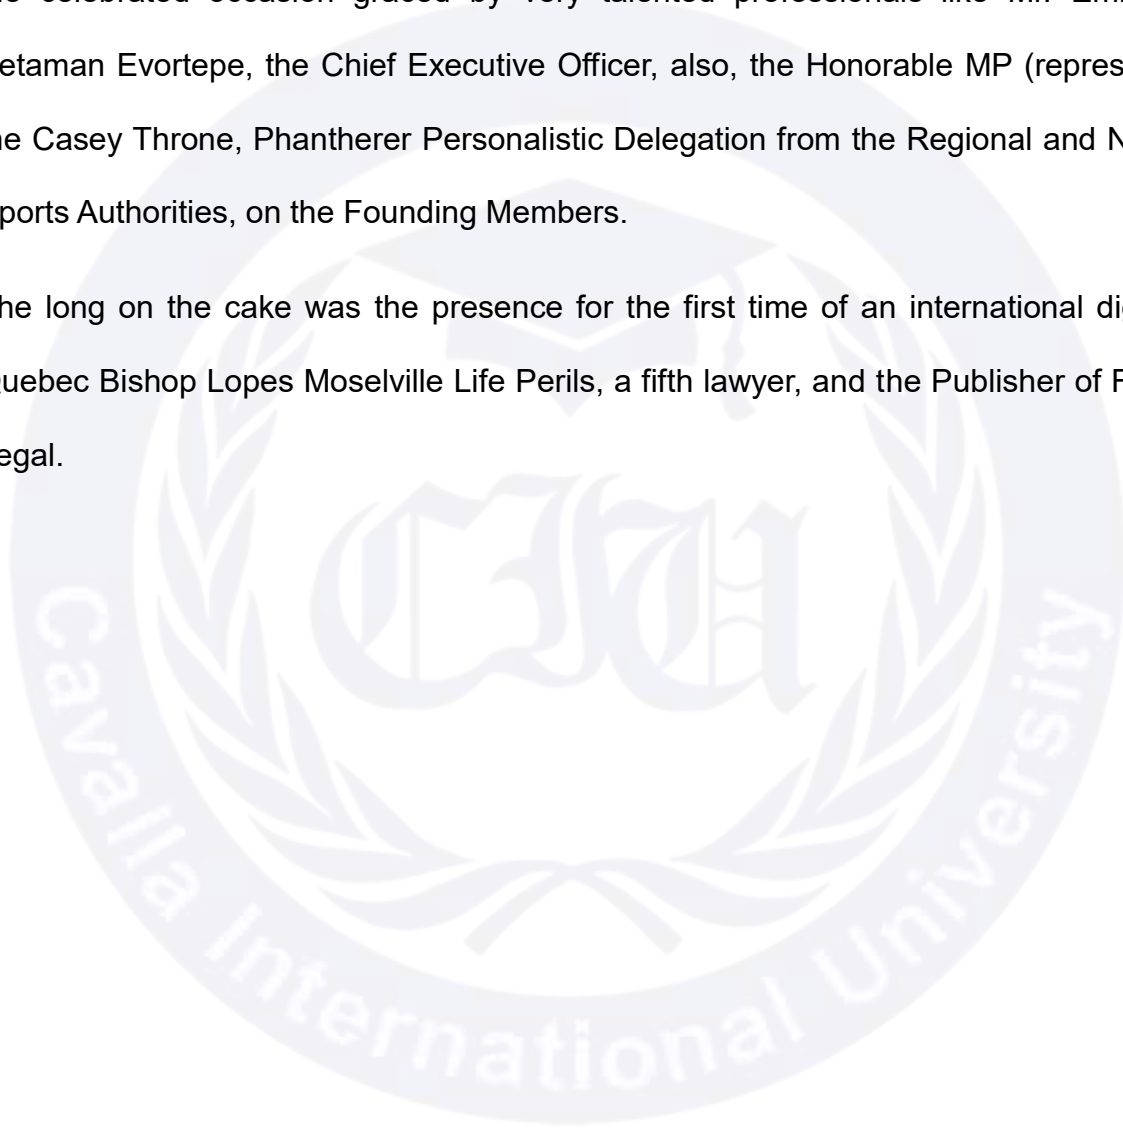 etaman Evortepe, the Chief Executive Officer, also, the Honorable MP (repres
ne Casey Throne, Phantherer Personalistic Delegation from the Regional and N
ports Authorities, on the Founding Members.
he long on the cake was the presence for the first time of an international di
Quebec Bishop Lopes Moselville Life Perils, a fifth lawyer, and the Publisher of
egal.
CIU
Cavalla International University